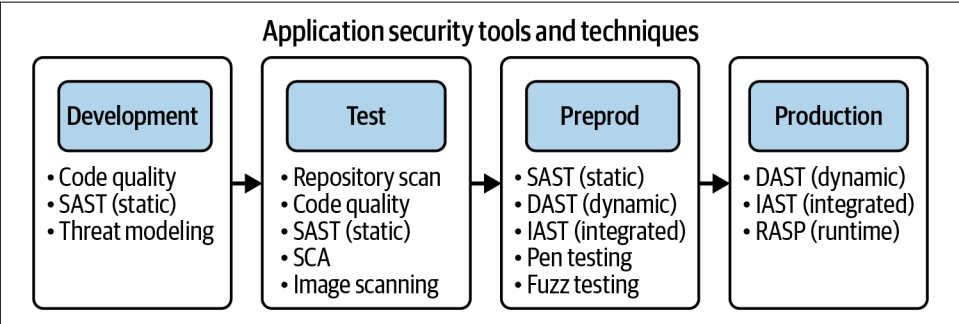 Application security tools and techniques
Development
• Code quality
• SAST (static)
• Threat modeling
Test
• Repository scan
• Code quality
• SAST (static)
• SCA
• Image scanning
Preprod
• SAST (static)
• DAST (dynamic)
• IAST (integrated)
• Pen testing
• Fuzz testing
Production
• DAST (dynamic)
• IAST (integrated)
• RASP (runtime)